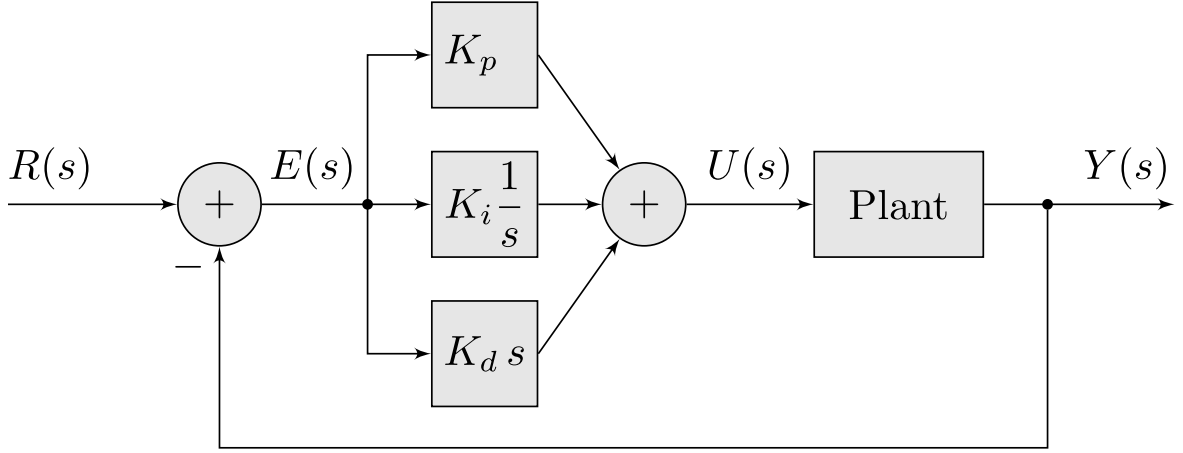 K_p
R(s)
+
E(s)
K_i 1/s
+
U(s)
Plant
Y(s)
−
K_d s